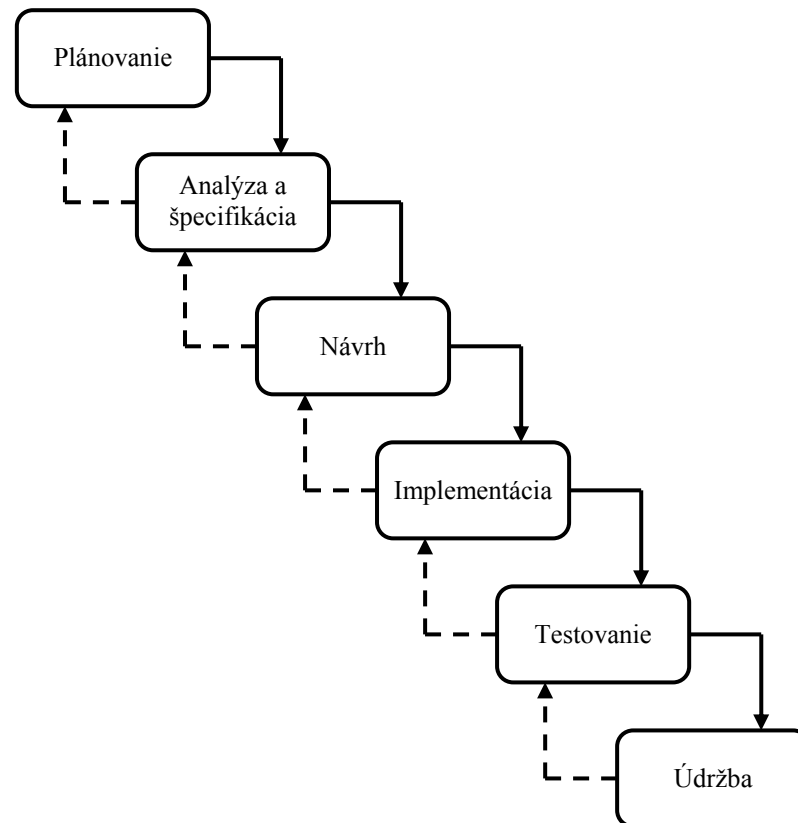 Plánovanie
Analýza a
špecifikácia
Návrh
Implementácia
Testovanie
Údržba